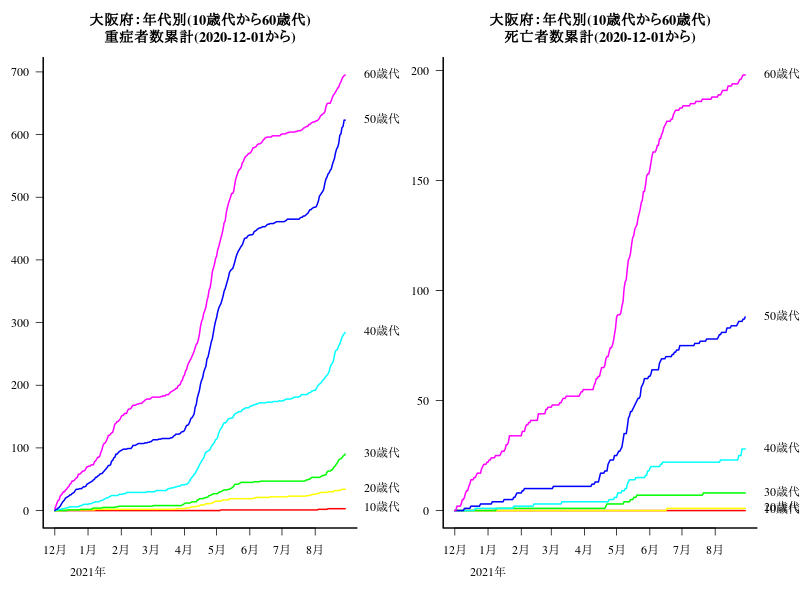 大阪府：年代別(10歳代から60歳代)
重症者数累計(2020-12-01から)
700
600
500
400
300
200
100
0
60歳代
50歳代
40歳代
30歳代
20歳代
10歳代
12月 1月 2月 3月 4月 5月 6月 7月 8月
2021年
大阪府：年代別(10歳代から60歳代)
死亡者数累計(2020-12-01から)
200
150
100
50
0
60歳代
50歳代
40歳代
30歳代
20歳代
10歳代
12月 1月 2月 3月 4月 5月 6月 7月 8月
2021年